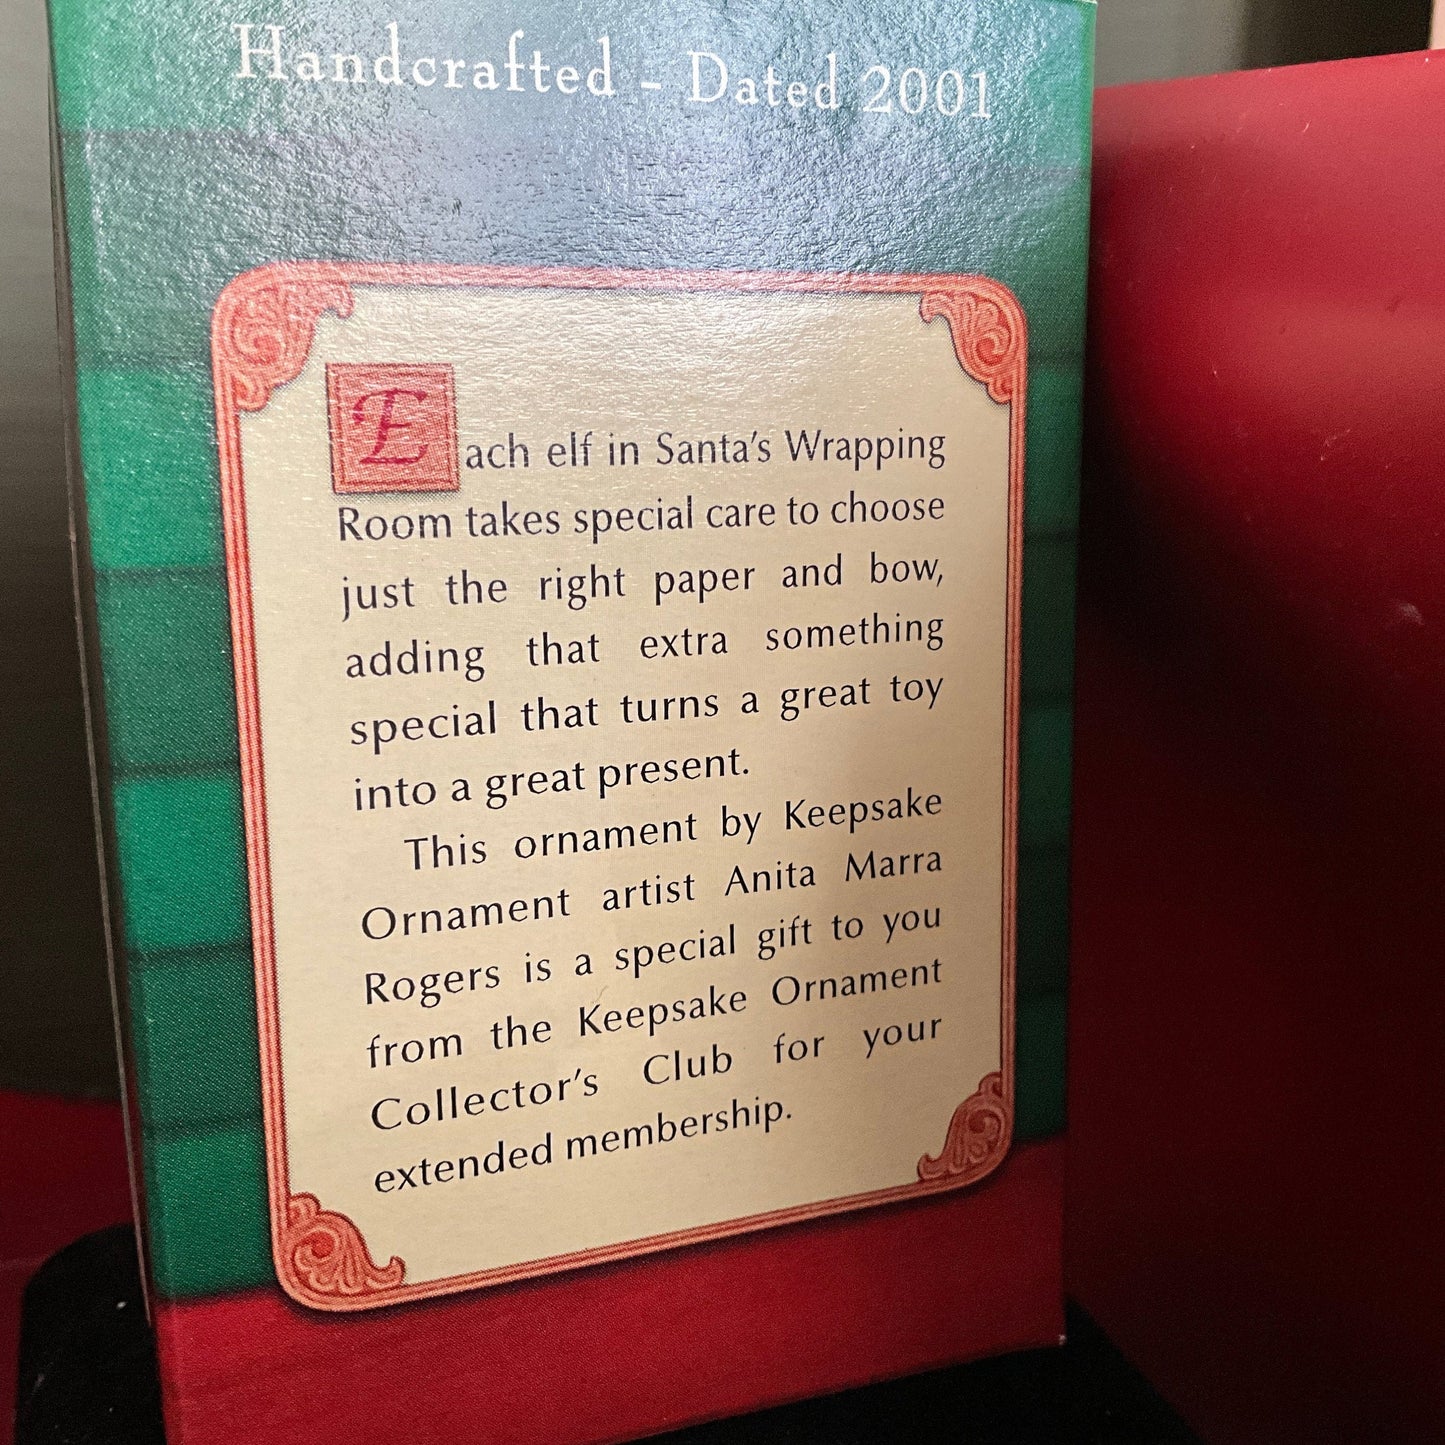 Handcrafted - Dated 2001
Each elf in Santa's Wrapping
Room takes special care to choose
just the right paper and bow,
adding that extra something
special that turns a great toy
into a great present.
This ornament by Keepsake
Ornament artist Anita Marra
Rogers is a special gift to you
from the Keepsake Ornament
Collector's Club for your
extended membership.